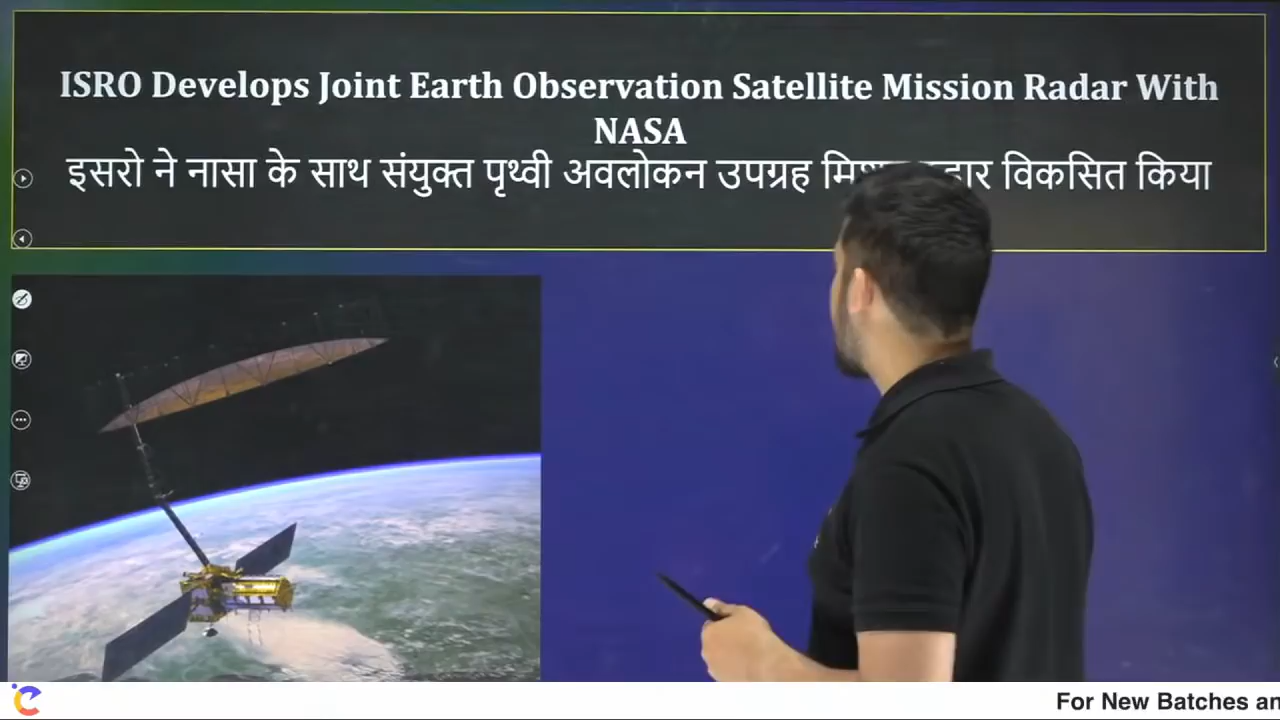 ISRO Develops Joint Earth Observation Satellite Mission Radar With
NASA
इसरो ने नासा के साथ संयुक्त पृथ्वी अवलोकन उपग्रह विकसित किया
For New Batches an